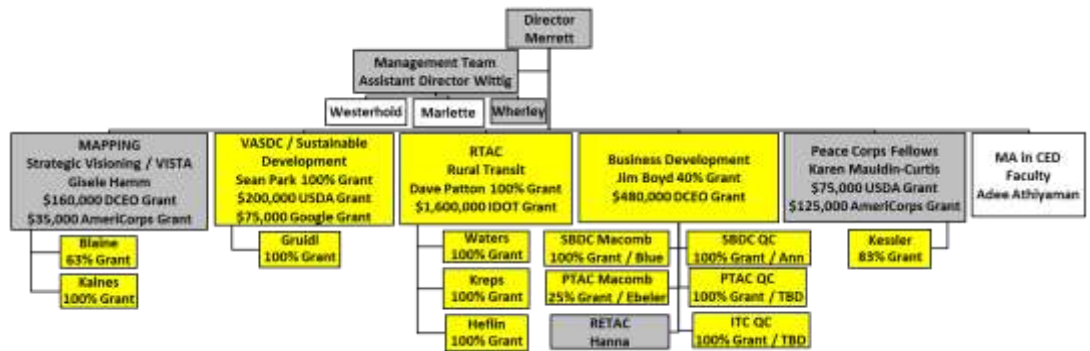 Director
Merrett
Management Team
Assistant Director Wittig
Westerhold
Marlette
Wherley
MAPPING
Strategic Visioning / VISTA
Gisele Hamm
$160,000 DCEO Grant
$35,000 AmeriCorps Grant
VASDC / Sustainable
Development
Sean Park 100% Grant
$200,000 USDA Grant
$75,000 Google Grant
RTAC
Rural Transit
Dave Patton 100% Grant
$1,600,000 IDOT Grant
Business Development
Jim Boyd 40% Grant
$480,000 DCEO Grant
Peace Corps Fellows
Karen Mauldin-Curtis
$75,000 USDA Grant
$125,000 AmeriCorps Grant
MA in CED
Faculty
Adee Athiyaman
Blaine
63% Grant
Kalnes
100% Grant
Gruidl
100% Grant
Waters
100% Grant
Kreps
100% Grant
Heflin
100% Grant
SBDC Macomb
100% Grant / Blue
PTAC Macomb
25% Grant / Ebeler
RETAC
Hanna
SBDC QC
100% Grant / Ann
PTAC QC
100% Grant / TBD
ITC QC
100% Grant / TBD
Kessler
83% Grant